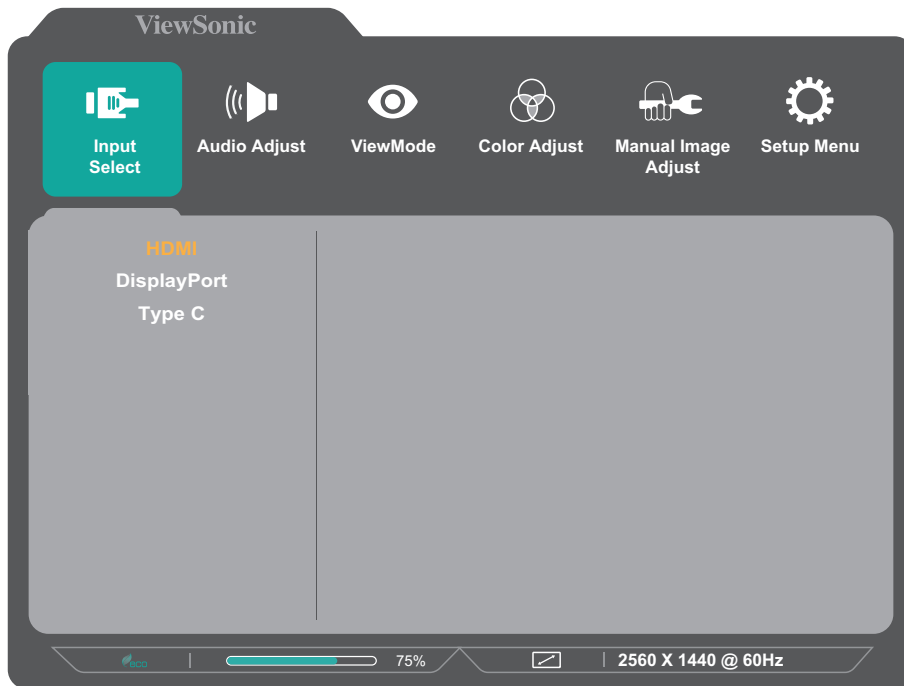 ViewSonic
Input
Select
Audio Adjust
ViewMode
Color Adjust
Manual Image
Adjust
Setup Menu
HDMI
DisplayPort
Type C
eco
75%
2560 X 1440 @ 60Hz